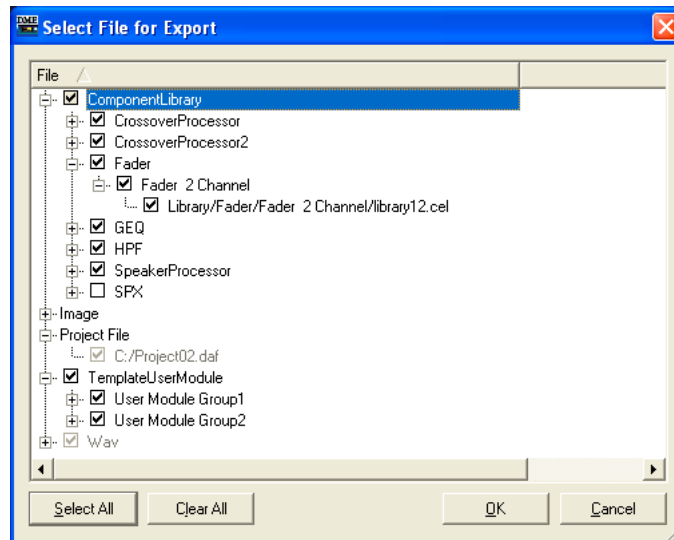 DME
Select File for Export
File
ComponentLibrary
CrossoverProcessor
CrossoverProcessor2
Fader
Fader 2 Channel
Library/Fader/Fader 2 Channel/library12.cel
GEQ
HPF
SpeakerProcessor
SPX
Image
Project File
C:/Project02.daf
TemplateUserModule
User Module Group1
User Module Group2
Wav
Select All Clear All OK Cancel